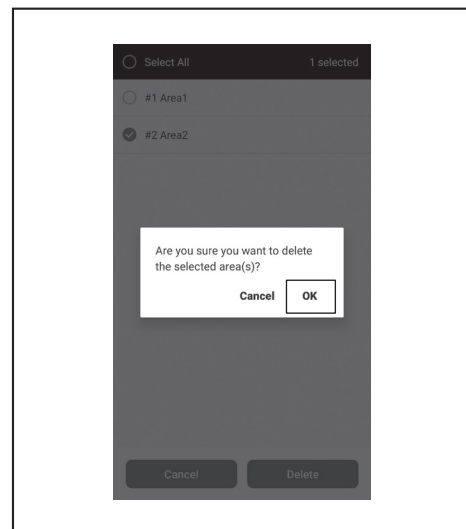 Select All 1 selected
#1 Area1
#2 Area2
Are you sure you want to delete
the selected area(s)?
Cancel OK
Cancel Delete